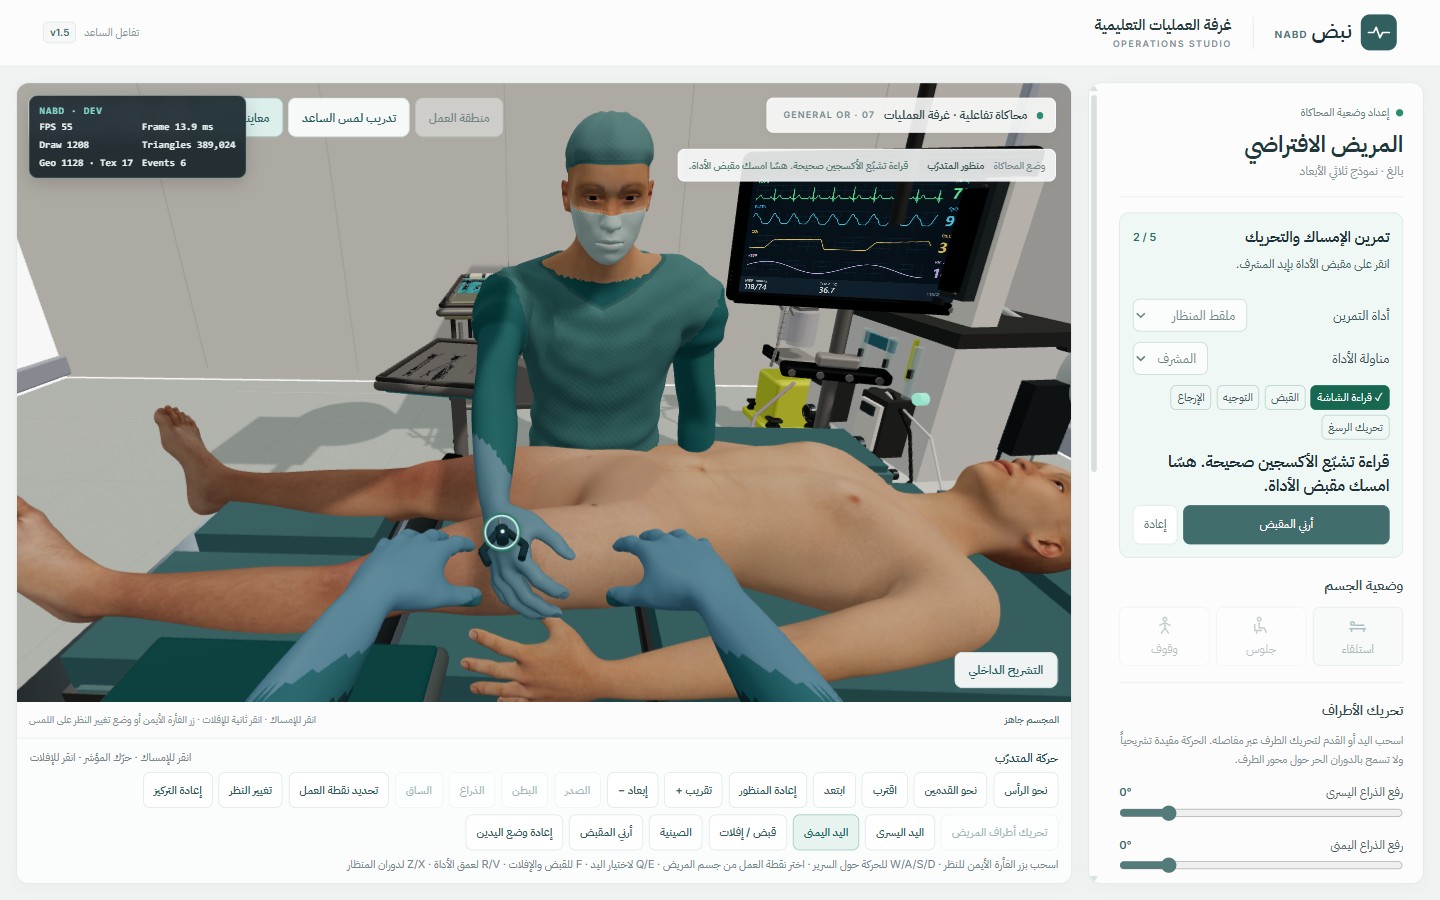 نبض NABD
غرفة العمليات التعليمية
OPERATIONS STUDIO
تفاعل الساعد v1.5
إعداد وضعية المحاكاة
المريض الافتراضي
بالغ · نموذج ثلاثي الأبعاد
تمرين الإمساك والتحريك 2 / 5
انقر على مقبض الأداة بإيد المشرف.
أداة التمرين ملقط المنظار
مناولة الأداة المشرف
✓ قراءة الشاشة القبض التوجيه الإرجاع
تحريك الرسغ
قراءة تشبّع الأكسجين صحيحة. هسّا
امسك مقبض الأداة.
أرني المقبض إعادة
وضعية الجسم
استلقاء جلوس وقوف
تحريك الأطراف
اسحب اليد أو القدم لتحريك الطرف عبر مفاصله. الحركة مقيدة تشريحياً
ولا تسمح بالدوران الحر حول محور الطرف.
رفع الذراع اليسرى 0°
رفع الذراع اليمنى 0°
محاكاة تفاعلية · غرفة العمليات GENERAL OR · 07
وضع المحاكاة منظور المتدرّب قراءة تشبّع الأكسجين صحيحة. هسّا امسك مقبض الأداة.
منطقة العمل تدريب لمس الساعد
NABD · DEV
FPS 55 Frame 13.9 ms
Draw 1208 Triangles 389,024
Geo 1128 · Tex 17 Events 6
118/74 36.7
التشريح الداخلي
المجسم جاهز
انقر للإمساك · انقر ثانية للإفلات · زر الفأرة الأيمن أو وضع تغيير النظر على اللمس
حركة المتدرّب
انقر للإمساك · حرّك المؤشر · انقر للإفلات
نحو الرأس نحو القدمين اقترب ابتعد إعادة المنظور تقريب + إبعاد − الصدر البطن الذراع الساق تحديد نقطة العمل تغيير النظر إعادة التركيز
تحريك أطراف المريض اليد اليسرى اليد اليمنى قبض / إفلات الصينية أرني المقبض إعادة وضع اليدين
اسحب بزر الفأرة الأيمن للنظر · W/A/S/D للحركة حول السرير · اختر نقطة العمل من جسم المريض · Q/E لاختيار اليد · F للقبض والإفلات · R/V لعمق الأداة · Z/X لدوران المنظار